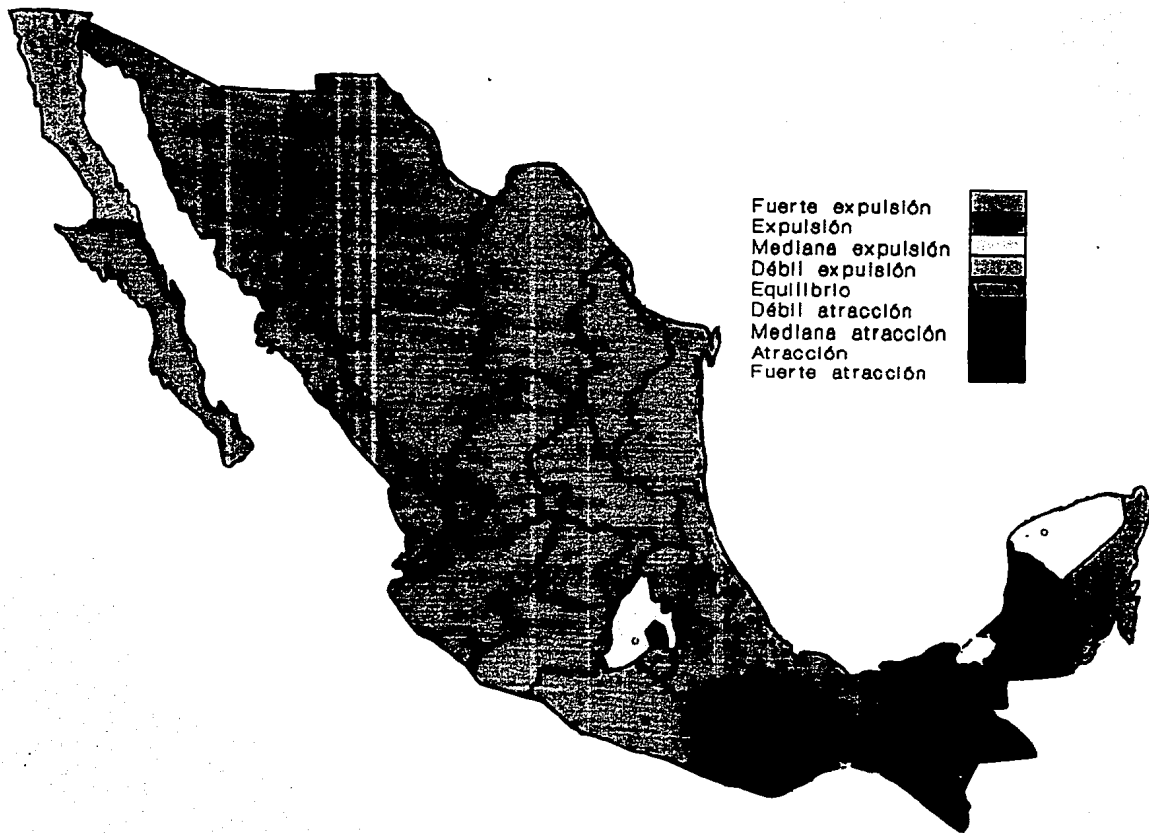 Fuerte expulsión
Expulsión
Mediana expulsión
Débil expulsión
Equilibrio
Débil atracción
Mediana atracción
Atracción
Fuerte atracción